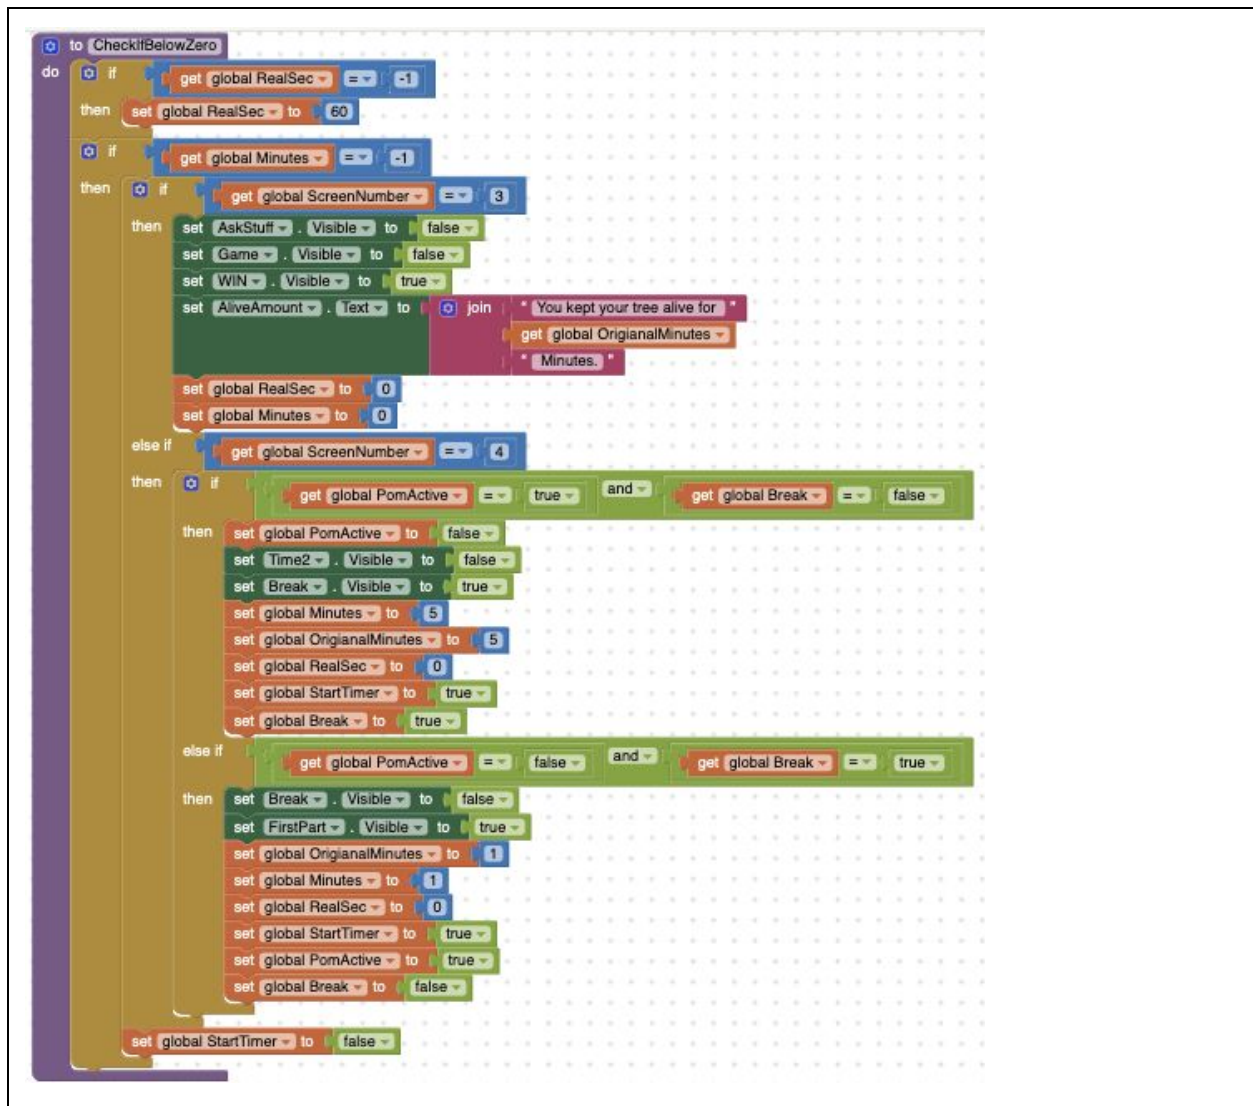 to CheckIfBelowZero
do if get global RealSec = -1
then set global RealSec to 60
if get global Minutes = -1
then if get global ScreenNumber = 3
then set AskStuff . Visible to false
set Game . Visible to false
set WIN . Visible to true
set AliveAmount . Text to join " You kept your tree alive for "
get global OrigianalMinutes
" Minutes. "
set global RealSec to 0
set global Minutes to 0
else if get global ScreenNumber = 4
then if get global PomActive = true and get global Break = false
then set global PomActive to false
set Time2 . Visible to false
set Break . Visible to true
set global Minutes to 5
set global OrigianalMinutes to 5
set global RealSec to 0
set global StartTimer to true
set global Break to true
else if get global PomActive = false and get global Break = true
then set Break . Visible to false
set FirstPart . Visible to true
set global OrigianalMinutes to 1
set global Minutes to 1
set global RealSec to 0
set global StartTimer to true
set global PomActive to true
set global Break to false
set global StartTimer to false